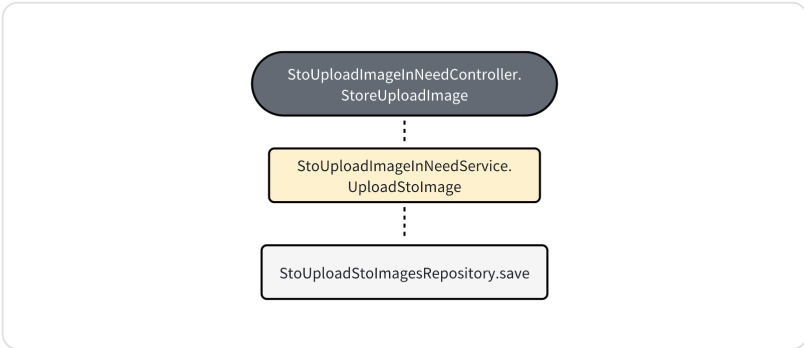 StoUploadImageInNeedController.
StoreUploadImage
StoUploadImageInNeedService.
UploadStoImage
StoUploadStoImagesRepository.save